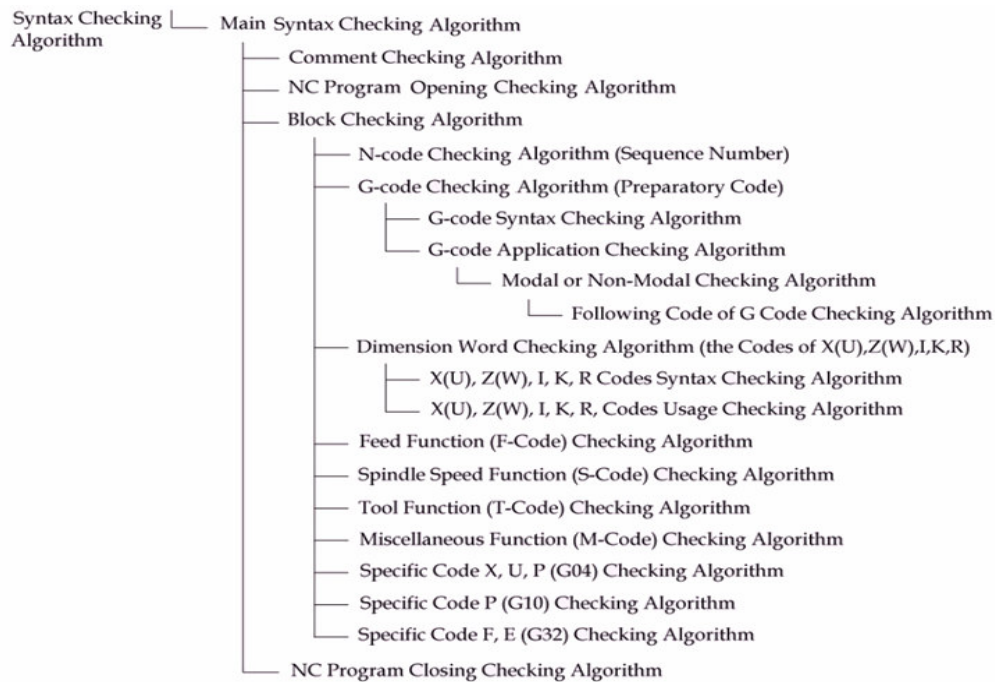 Syntax Checking
Algorithm
Main Syntax Checking Algorithm
Comment Checking Algorithm
NC Program Opening Checking Algorithm
Block Checking Algorithm
N-code Checking Algorithm (Sequence Number)
G-code Checking Algorithm (Preparatory Code)
G-code Syntax Checking Algorithm
G-code Application Checking Algorithm
Modal or Non-Modal Checking Algorithm
Following Code of G Code Checking Algorithm
Dimension Word Checking Algorithm (the Codes of X(U),Z(W),I,K,R)
X(U), Z(W), I, K, R Codes Syntax Checking Algorithm
X(U), Z(W), I, K, R, Codes Usage Checking Algorithm
Feed Function (F-Code) Checking Algorithm
Spindle Speed Function (S-Code) Checking Algorithm
Tool Function (T-Code) Checking Algorithm
Miscellaneous Function (M-Code) Checking Algorithm
Specific Code X, U, P (G04) Checking Algorithm
Specific Code P (G10) Checking Algorithm
Specific Code F, E (G32) Checking Algorithm
NC Program Closing Checking Algorithm